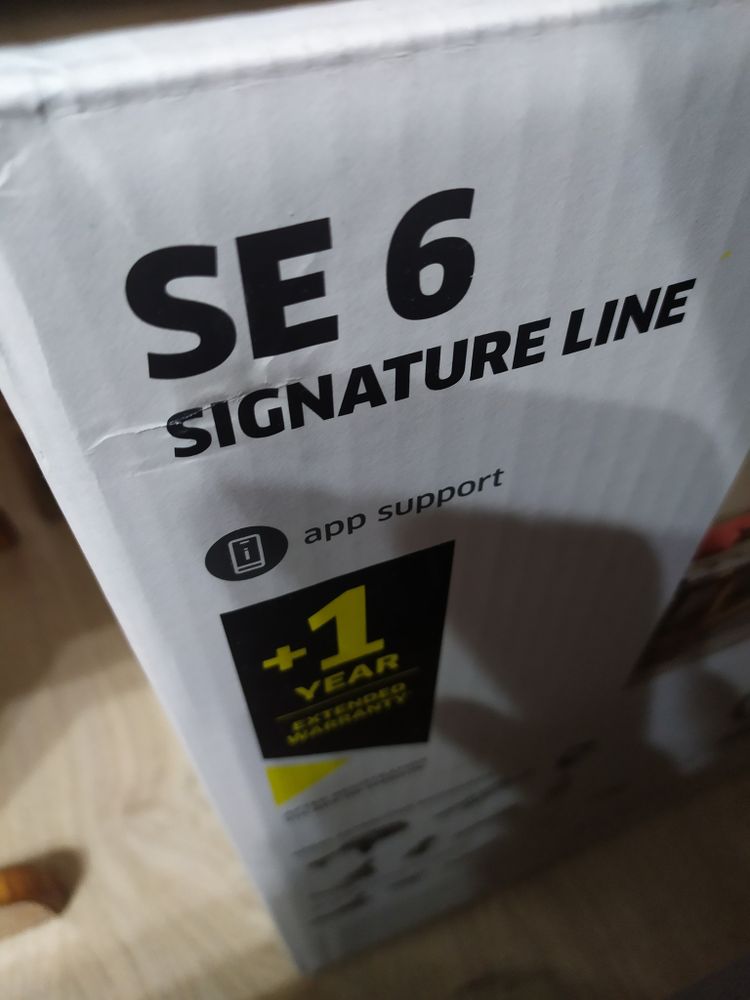 SE 6
SIGNATURE LINE
app support
+1
YEAR
EXTENDED
WARRANTY